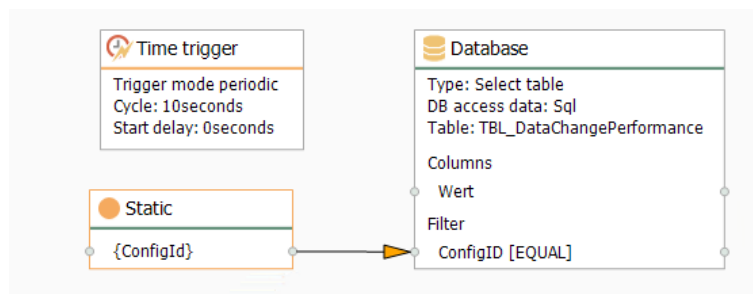 Time trigger
Trigger mode periodic
Cycle: 10seconds
Start delay: 0seconds
Static
{ConfigId}
Database
Type: Select table
DB access data: Sql
Table: TBL_DataChangePerformance
Columns
Wert
Filter
ConfigID [EQUAL]